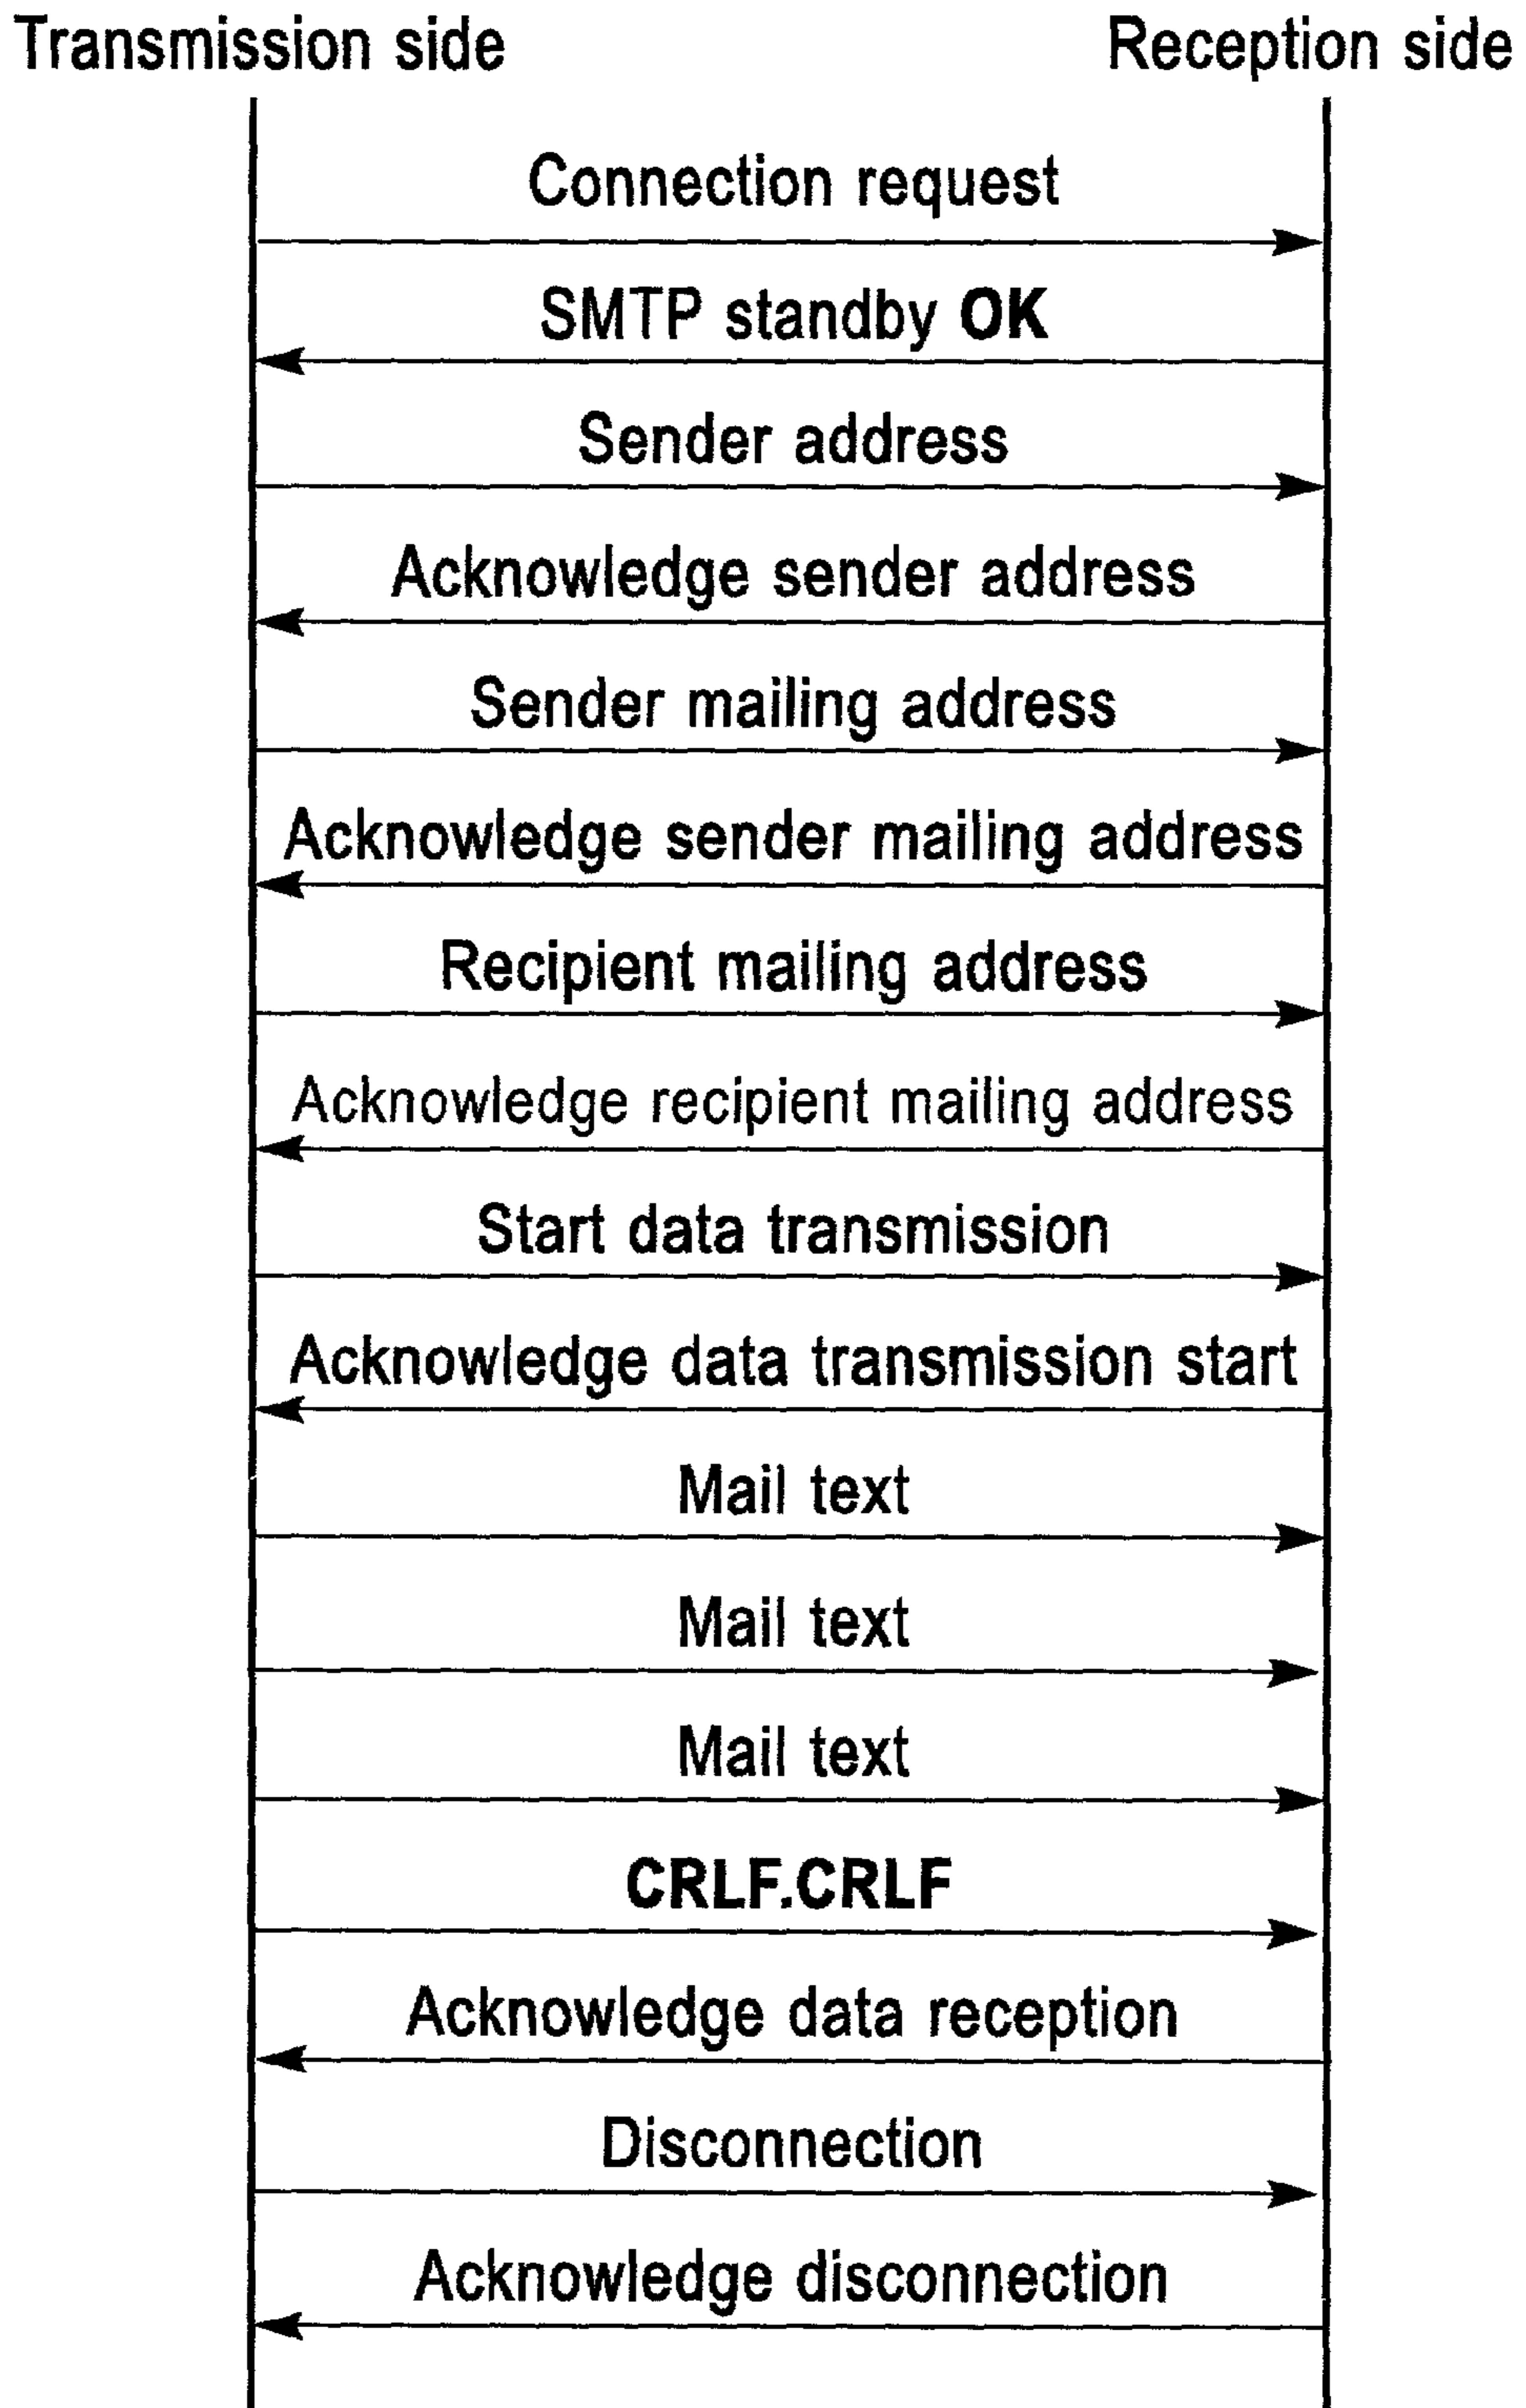 Transmission side
Reception side
Connection request
SMTP standby OK
Sender address
Acknowledge sender address
Sender mailing address
Acknowledge sender mailing address
Recipient mailing address
Acknowledge recipient mailing address
Start data transmission
Acknowledge data transmission start
Mail text
Mail text
Mail text
CRLF.CRLF
Acknowledge data reception
Disconnection
Acknowledge disconnection